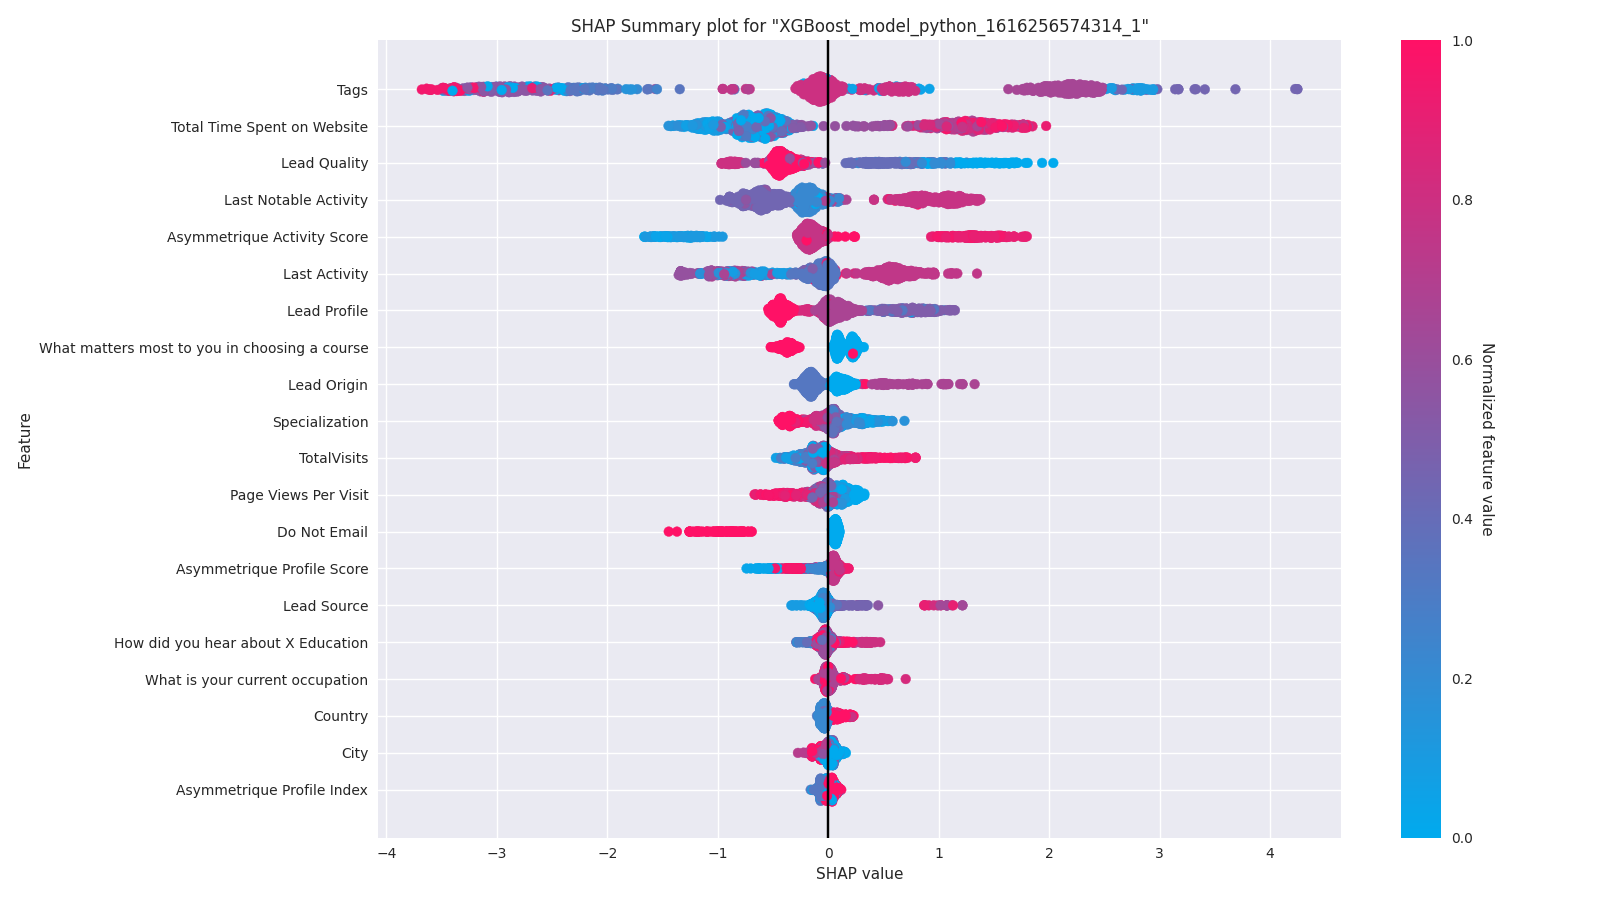 SHAP Summary plot for "XGBoost_model_python_1616256574314_1"
Tags
Total Time Spent on Website
Lead Quality
Last Notable Activity
Asymmetrique Activity Score
Last Activity
Lead Profile
What matters most to you in choosing a course
Lead Origin
Specialization
TotalVisits
Page Views Per Visit
Do Not Email
Asymmetrique Profile Score
Lead Source
How did you hear about X Education
What is your current occupation
Country
City
Asymmetrique Profile Index
Feature
−4 −3 −2 −1 0 1 2 3 4
SHAP value
1.0
0.8
0.6
0.4
0.2
0.0
Normalized feature value